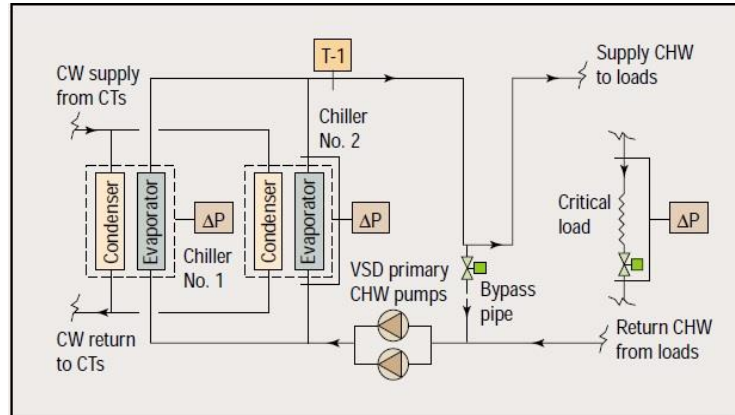 T-1
Supply CHW
to loads
CW supply
from CTs
Chiller
No. 2
Condenser
Evaporator
ΔP
Condenser
Evaporator
ΔP
Critical
load
ΔP
Chiller
No. 1
VSD primary
CHW pumps
Bypass
pipe
CW return
to CTs
Return CHW
from loads